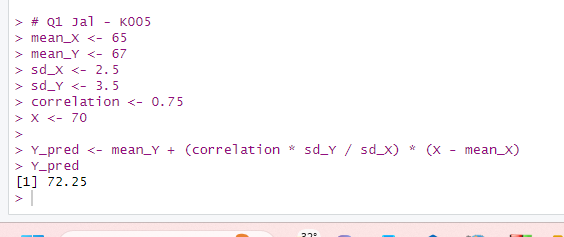 > # Q1 Jal - K005
> mean_X <- 65
> mean_Y <- 67
> sd_X <- 2.5
> sd_Y <- 3.5
> correlation <- 0.75
> X <- 70
>
> Y_pred <- mean_Y + (correlation * sd_Y / sd_X) * (X - mean_X)
> Y_pred
[1] 72.25
>